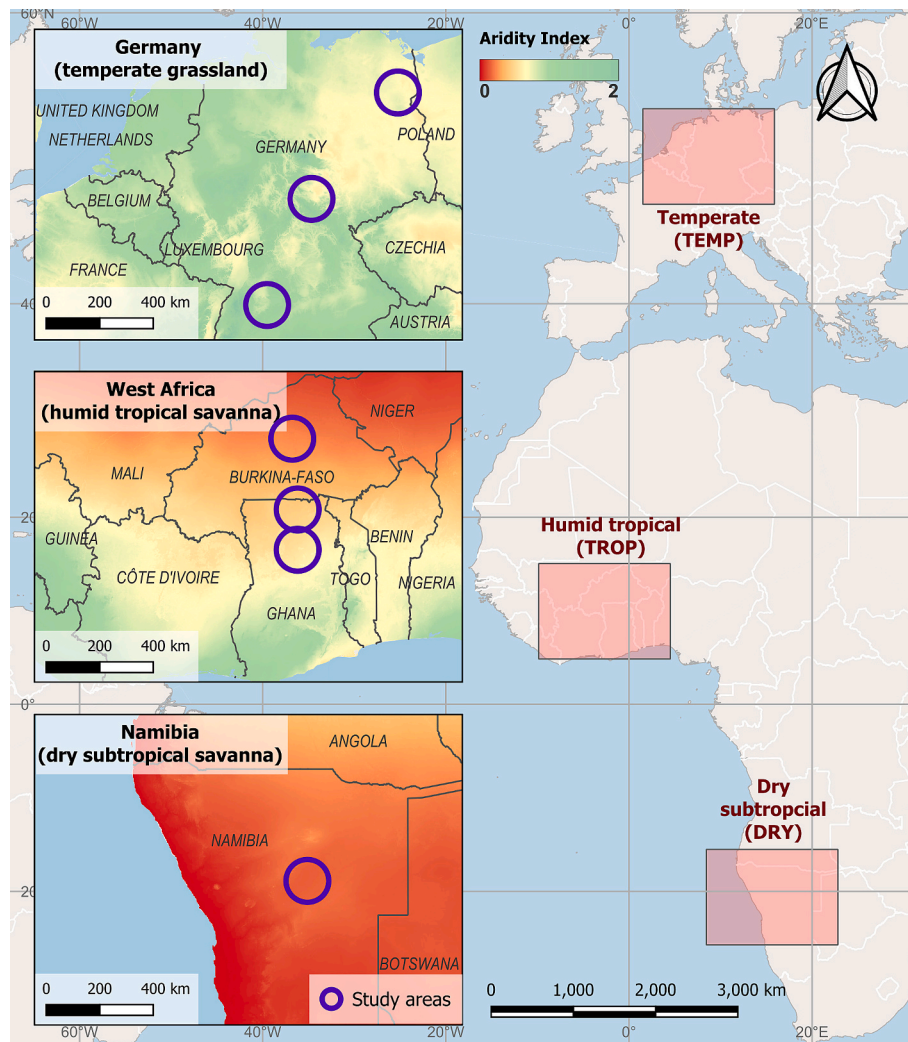 60°W
40°W
20°W
0°
20°E
Germany
(temperate grassland)
UNITED KINGDOM
NETHERLANDS
GERMANY
POLAND
BELGIUM
LUXEMBOURG
CZECHIA
FRANCE
AUSTRIA
0 200 400 km
Aridity Index
0 2
Temperate
(TEMP)
40
West Africa
(humid tropical savanna)
NIGER
MALI
BURKINA-FASO
GUINEA
BENIN
CÔTE D'IVOIRE
TOGO
NIGERIA
GHANA
0 200 400 km
20
Humid tropical
(TROP)
0°
0°
Namibia
(dry subtropical savanna)
ANGOLA
NAMIBIA
BOTSWANA
0 200 400 km
Study areas
20
Dry
subtropcial
(DRY)
0 1,000 2,000 3,000 km
60°W
40°W
20°W
0°
20°E